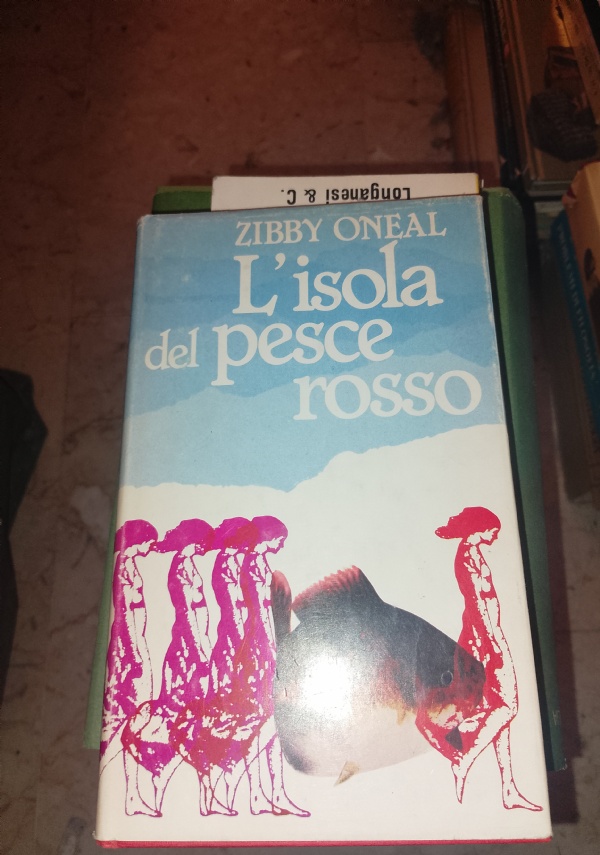 Longanesi & C.
ZIBBY ONEAL
L'isola
del pesce
rosso